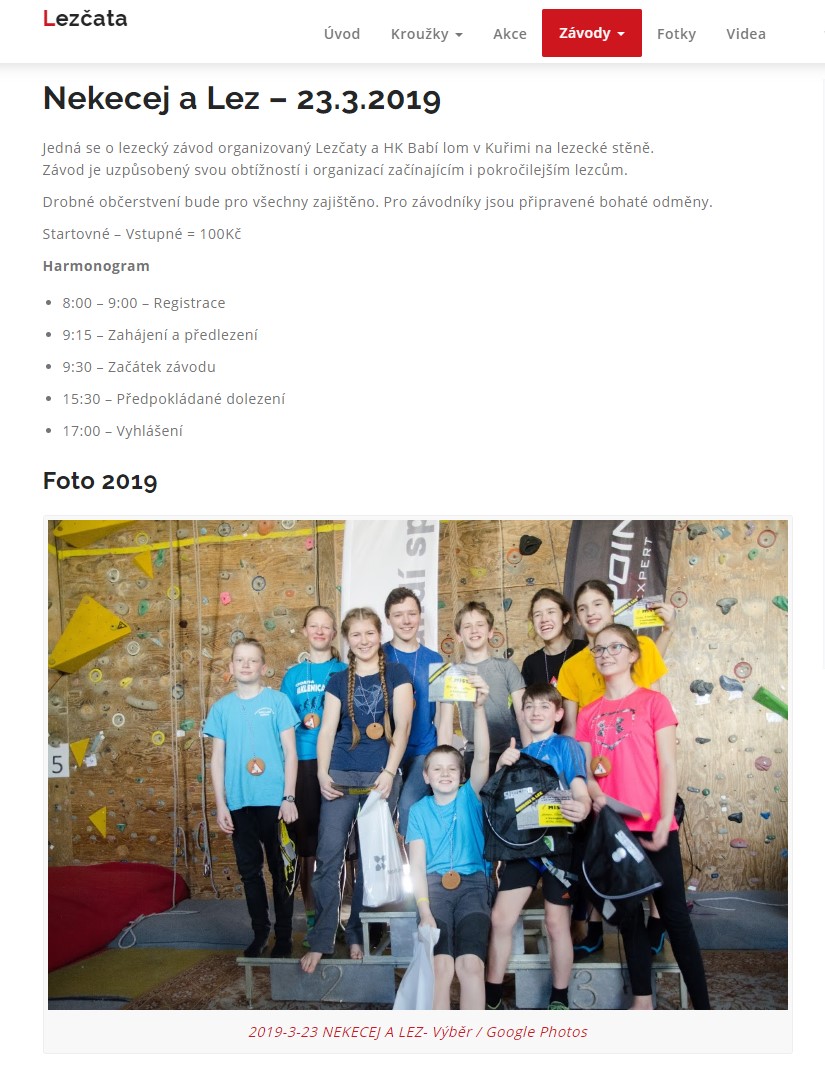 Lezčata
Úvod
Kroužky
Akce
Závody
Fotky
Videa
Nekecej a Lez – 23.3.2019
Jedná se o lezecký závod organizovaný Lezčaty a HK Babí lom v Kuřimi na lezecké stěně.
Závod je uzpůsobený svou obtížností i organizací začínajícím i pokročilejším lezcům.
Drobné občerstvení bude pro všechny zajištěno. Pro závodníky jsou připravené bohaté odměny.
Startovné – Vstupné = 100Kč
Harmonogram
8:00 – 9:00 – Registrace
9:15 – Zahájení a předlezení
9:30 – Začátek závodu
15:30 – Předpokládané dolezení
17:00 – Vyhlášení
Foto 2019
5
2
3
2019-3-23 NEKECEJ A LEZ- Výběr / Google Photos